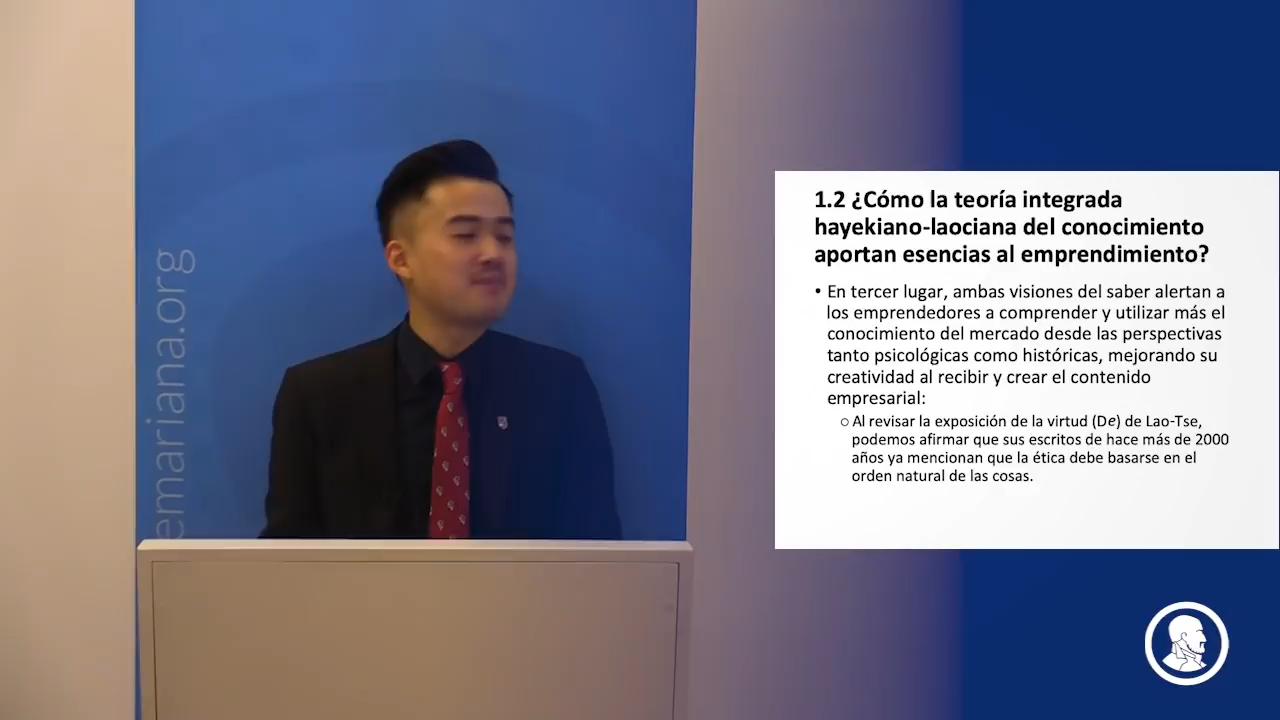 emariana.org
1.2 ¿Cómo la teoría integrada
hayekiano-laociana del conocimiento
aportan esencias al emprendimiento?
• En tercer lugar, ambas visiones del saber alertan a
los emprendedores a comprender y utilizar más el
conocimiento del mercado desde las perspectivas
tanto psicológicas como históricas, mejorando su
creatividad al recibir y crear el contenido
empresarial:
○ Al revisar la exposición de la virtud (De) de Lao-Tse,
podemos afirmar que sus escritos de hace más de 2000
años ya mencionan que la ética debe basarse en el
orden natural de las cosas.